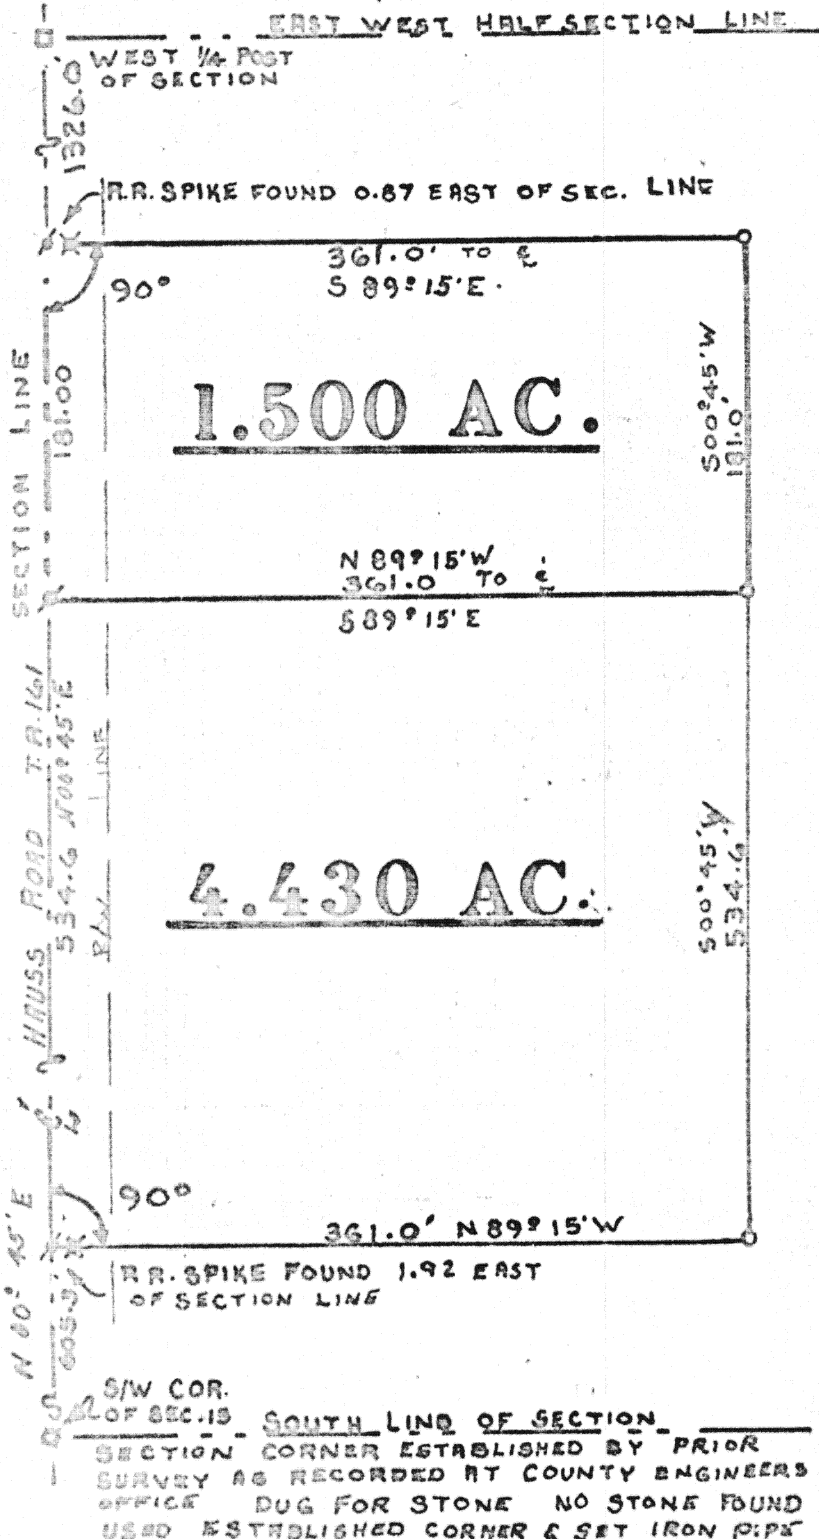 EAST WEST HALF SECTION LINE
WEST 1/4 POST
OF SECTION
1326.0'
R.R. SPIKE FOUND 0.87 EAST OF SEC. LINE
361.0' TO ℄
S 89° 15' E.
90°
SECTION LINE
181.00
1.500 AC.
S00°45'W
181.0'
N 89° 15' W
361.0 TO ℄
S 89° 15' E
HAUSS ROAD T.R. 161
534.6 N00°45'E
R/W LINE
4.430 AC.
S00°45'W
534.6
90°
361.0' N 89° 15' W
R.R. SPIKE FOUND 1.92 EAST
OF SECTION LINE
N 00° 45' E
S/W COR.
OF SEC. 15 SOUTH LINE OF SECTION
SECTION CORNER ESTABLISHED BY PRIOR
SURVEY AS RECORDED AT COUNTY ENGINEERS
OFFICE DUG FOR STONE NO STONE FOUND
USED ESTABLISHED CORNER & SET IRON PIPE